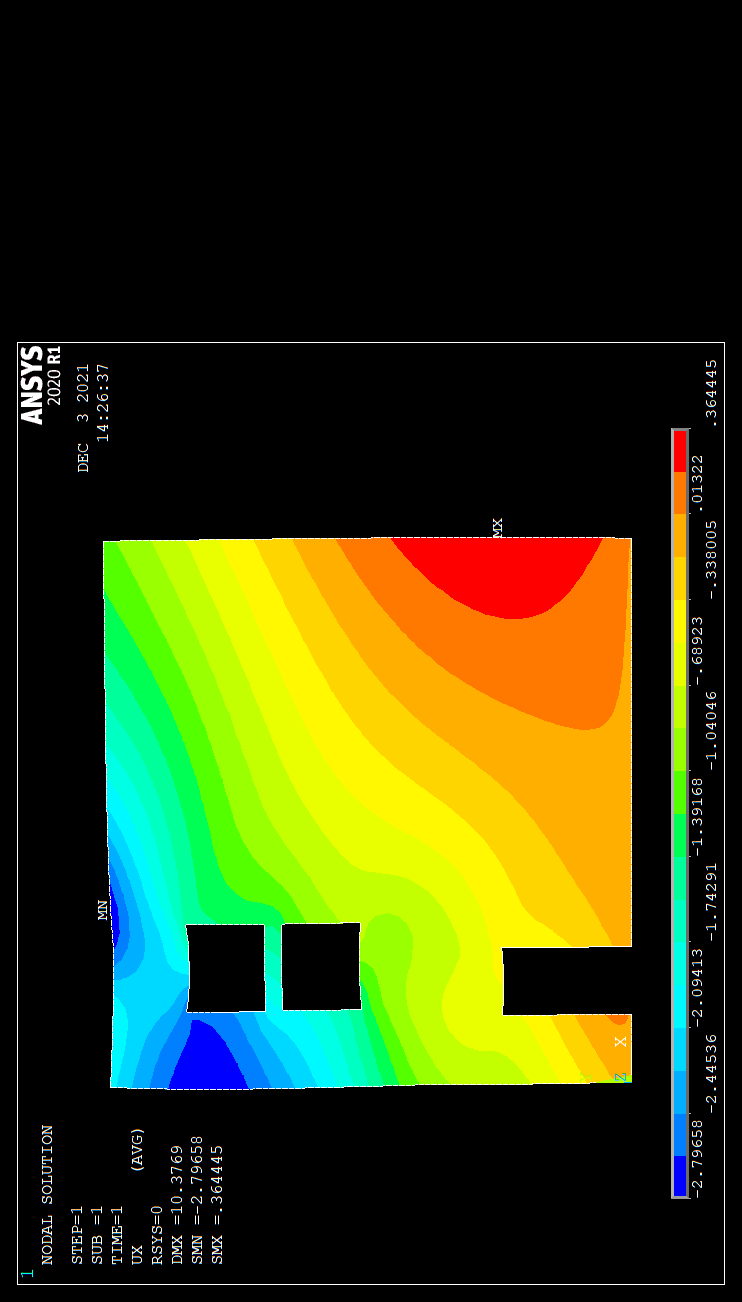 1
NODAL SOLUTION
STEP=1
SUB =1
TIME=1
UX       (AVG)
RSYS=0
DMX =10.3769
SMN =-2.79658
SMX =.364445
ANSYS
2020 R1
DEC  3 2021
14:26:37
MN
MX
X
Z
-2.79658
-2.44536
-2.09413
-1.74291
-1.39168
-1.04046
-.68923
-.338005
.01322
.364445